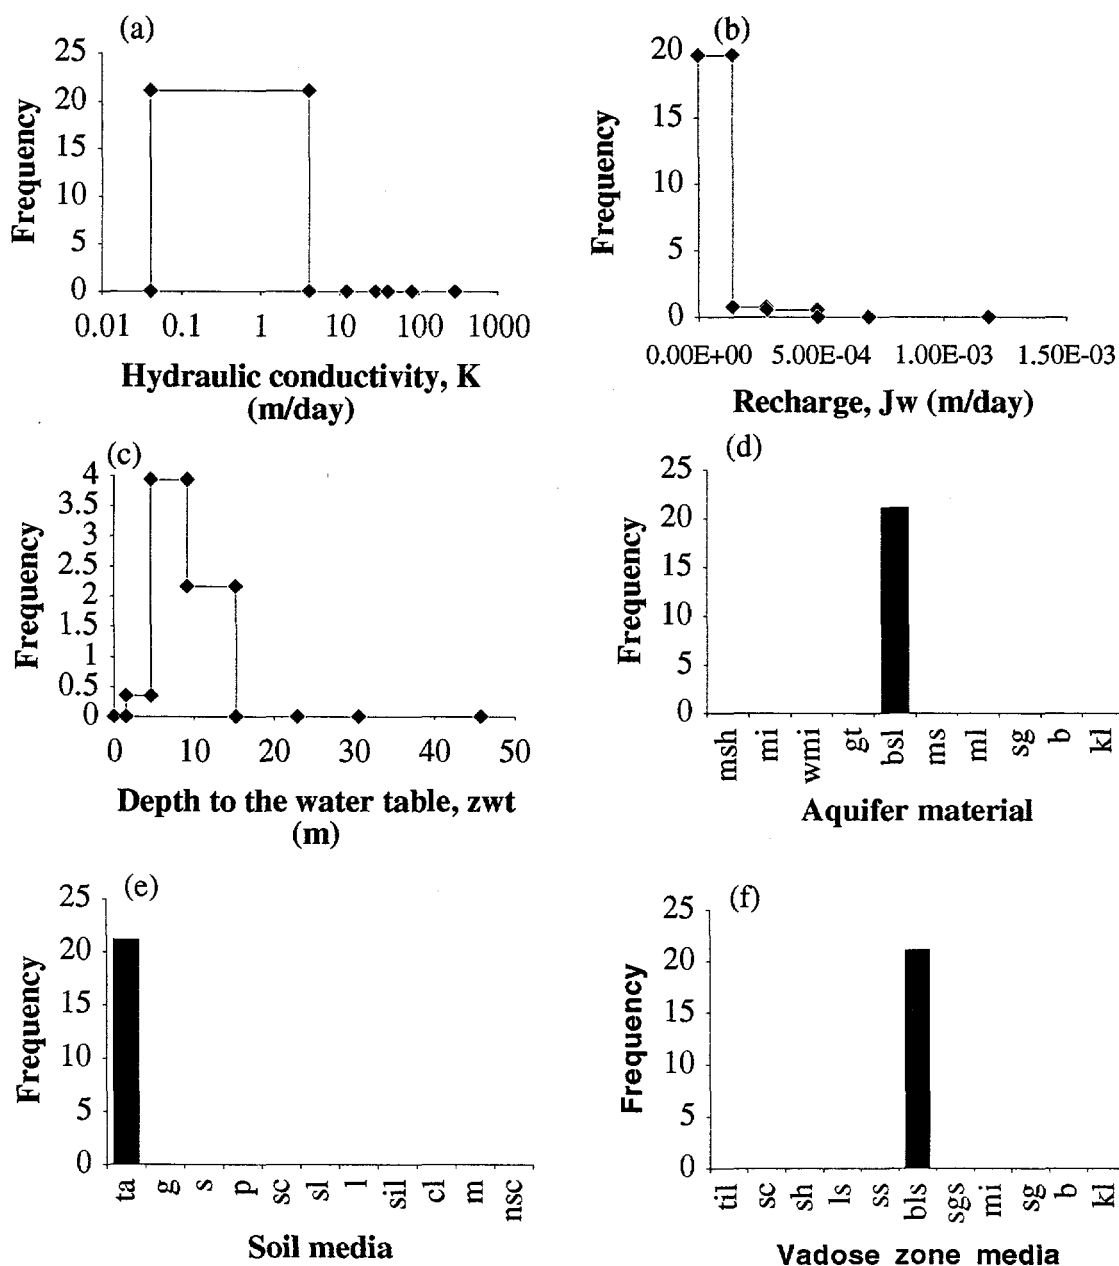 (a)
25
20
15
10
5
0
Frequency
0.01 0.1 1 10 100 1000
Hydraulic conductivity, K
(m/day)
(b)
20
15
10
5
0
Frequency
0.00E+00 5.00E-04 1.00E-03 1.50E-03
Recharge, Jw (m/day)
(c)
4
3.5
3
2.5
2
1.5
1
0.5
0
Frequency
0 10 20 30 40 50
Depth to the water table, zwt
(m)
(d)
25
20
15
10
5
0
Frequency
msh mi wmi gt bsl ms ml sg b kl
Aquifer material
(e)
25
20
15
10
5
0
Frequency
ta g s p sc sl l sil cl m nsc
Soil media
(f)
25
20
15
10
5
0
Frequency
til sc sh ls ss bls sgs mi sg b kl
Vadose zone media